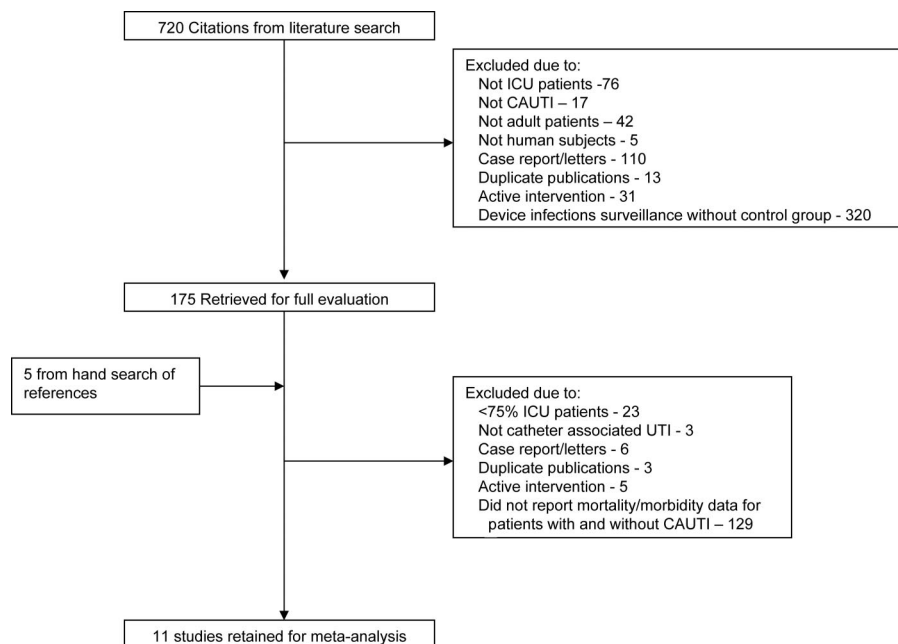 720 Citations from literature search
Excluded due to:
Not ICU patients -76
Not CAUTI – 17
Not adult patients – 42
Not human subjects - 5
Case report/letters - 110
Duplicate publications - 13
Active intervention - 31
Device infections surveillance without control group - 320
175 Retrieved for full evaluation
5 from hand search of
references
Excluded due to:
<75% ICU patients - 23
Not catheter associated UTI - 3
Case report/letters - 6
Duplicate publications - 3
Active intervention - 5
Did not report mortality/morbidity data for
patients with and without CAUTI – 129
11 studies retained for meta-analysis